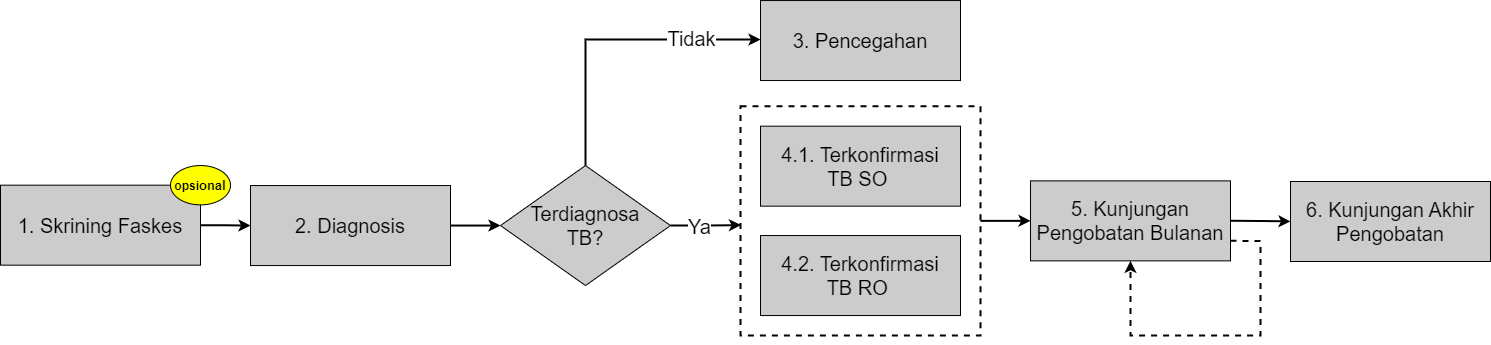 opsional
1. Skrining Faskes
2. Diagnosis
Terdiagnosa
TB?
Tidak
3. Pencegahan
Ya
4.1. Terkonfirmasi
TB SO
4.2. Terkonfirmasi
TB RO
5. Kunjungan
Pengobatan Bulanan
6. Kunjungan Akhir
Pengobatan